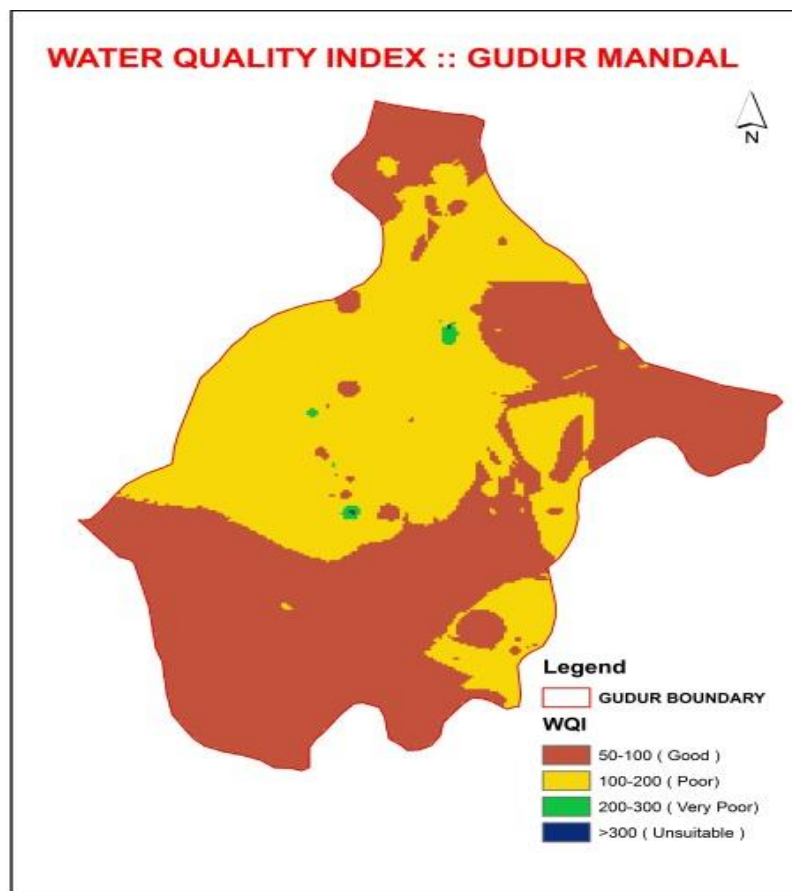 WATER QUALITY INDEX :: GUDUR MANDAL
N
Legend
GUDUR BOUNDARY
WQI
50-100 ( Good )
100-200 ( Poor)
200-300 ( Very Poor)
>300 ( Unsuitable )